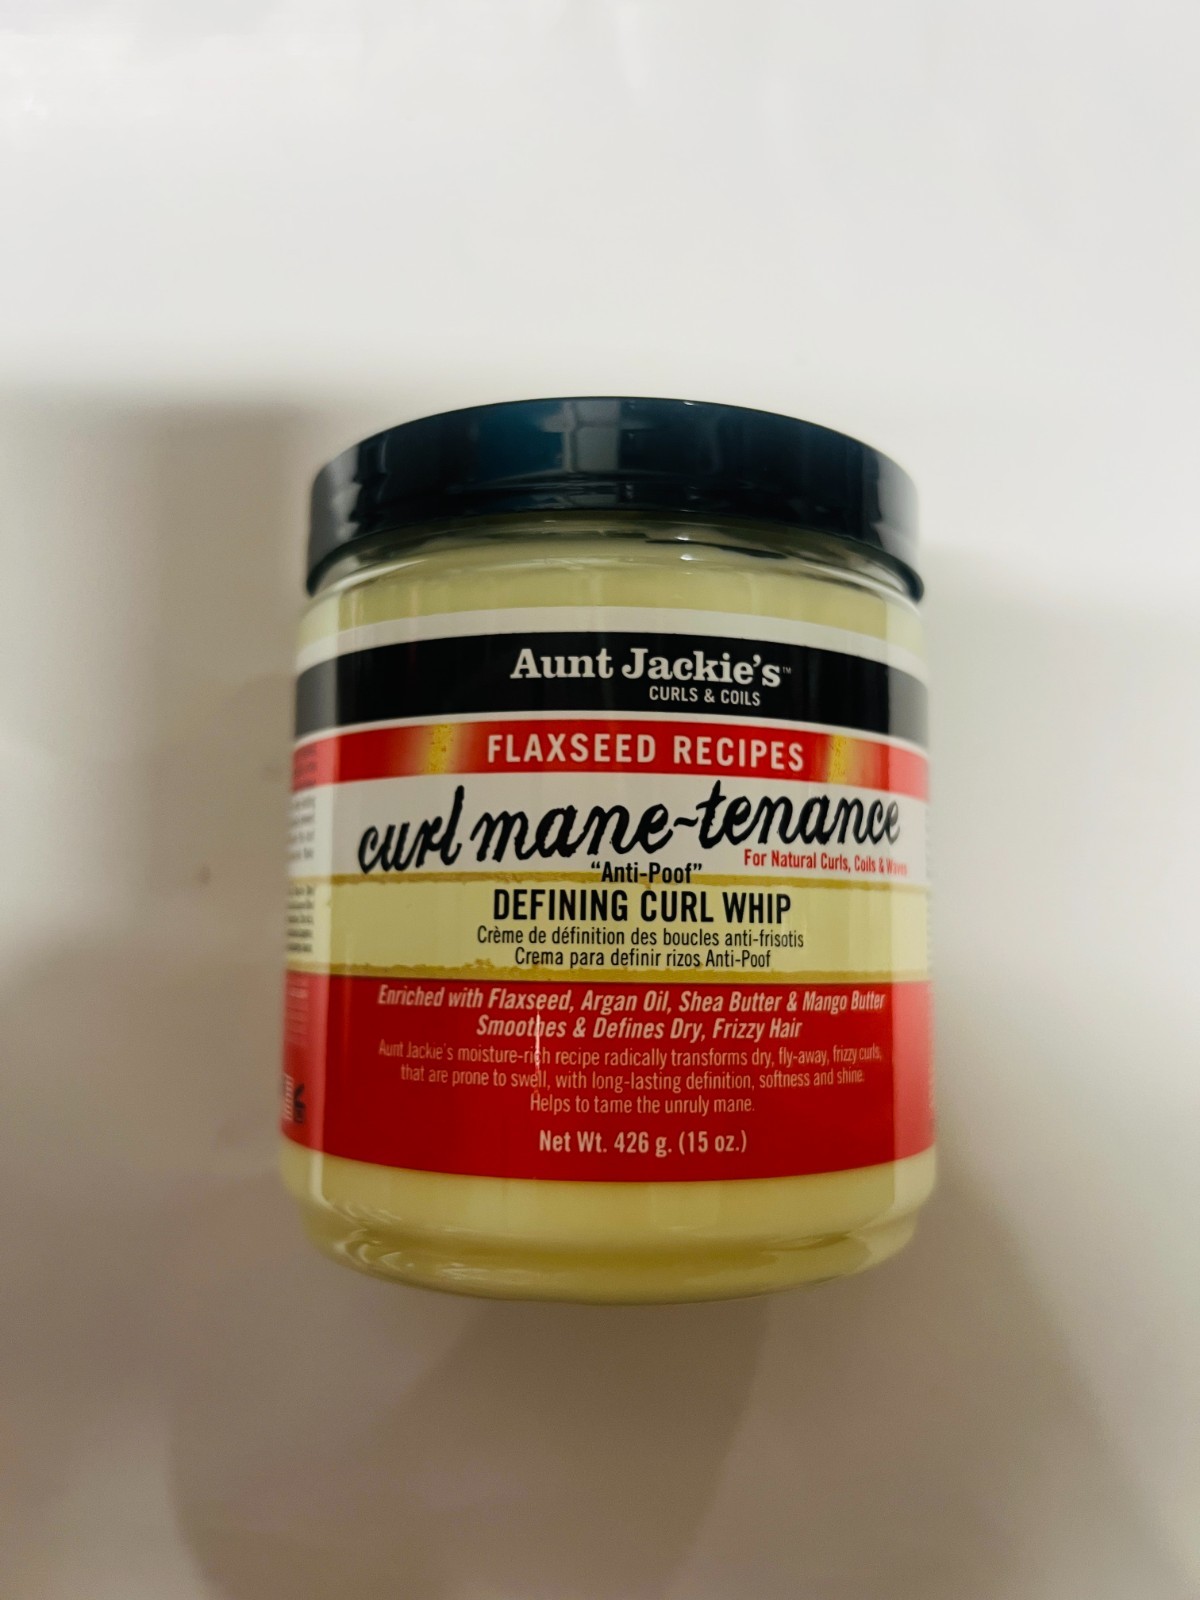 Aunt Jackie's™
CURLS & COILS
FLAXSEED RECIPES
curl mane-tenance
For Natural Curls, Coils & Waves
"Anti-Poof"
DEFINING CURL WHIP
Crème de définition des boucles anti-frisotis
Crema para definir rizos Anti-Poof
Enriched with Flaxseed, Argan Oil, Shea Butter & Mango Butter
Smoothes & Defines Dry, Frizzy Hair
Aunt Jackie's moisture-rich recipe radically transforms dry, fly-away, frizzy curls,
that are prone to swell, with long-lasting definition, softness and shine.
Helps to tame the unruly mane.
Net Wt. 426 g. (15 oz.)